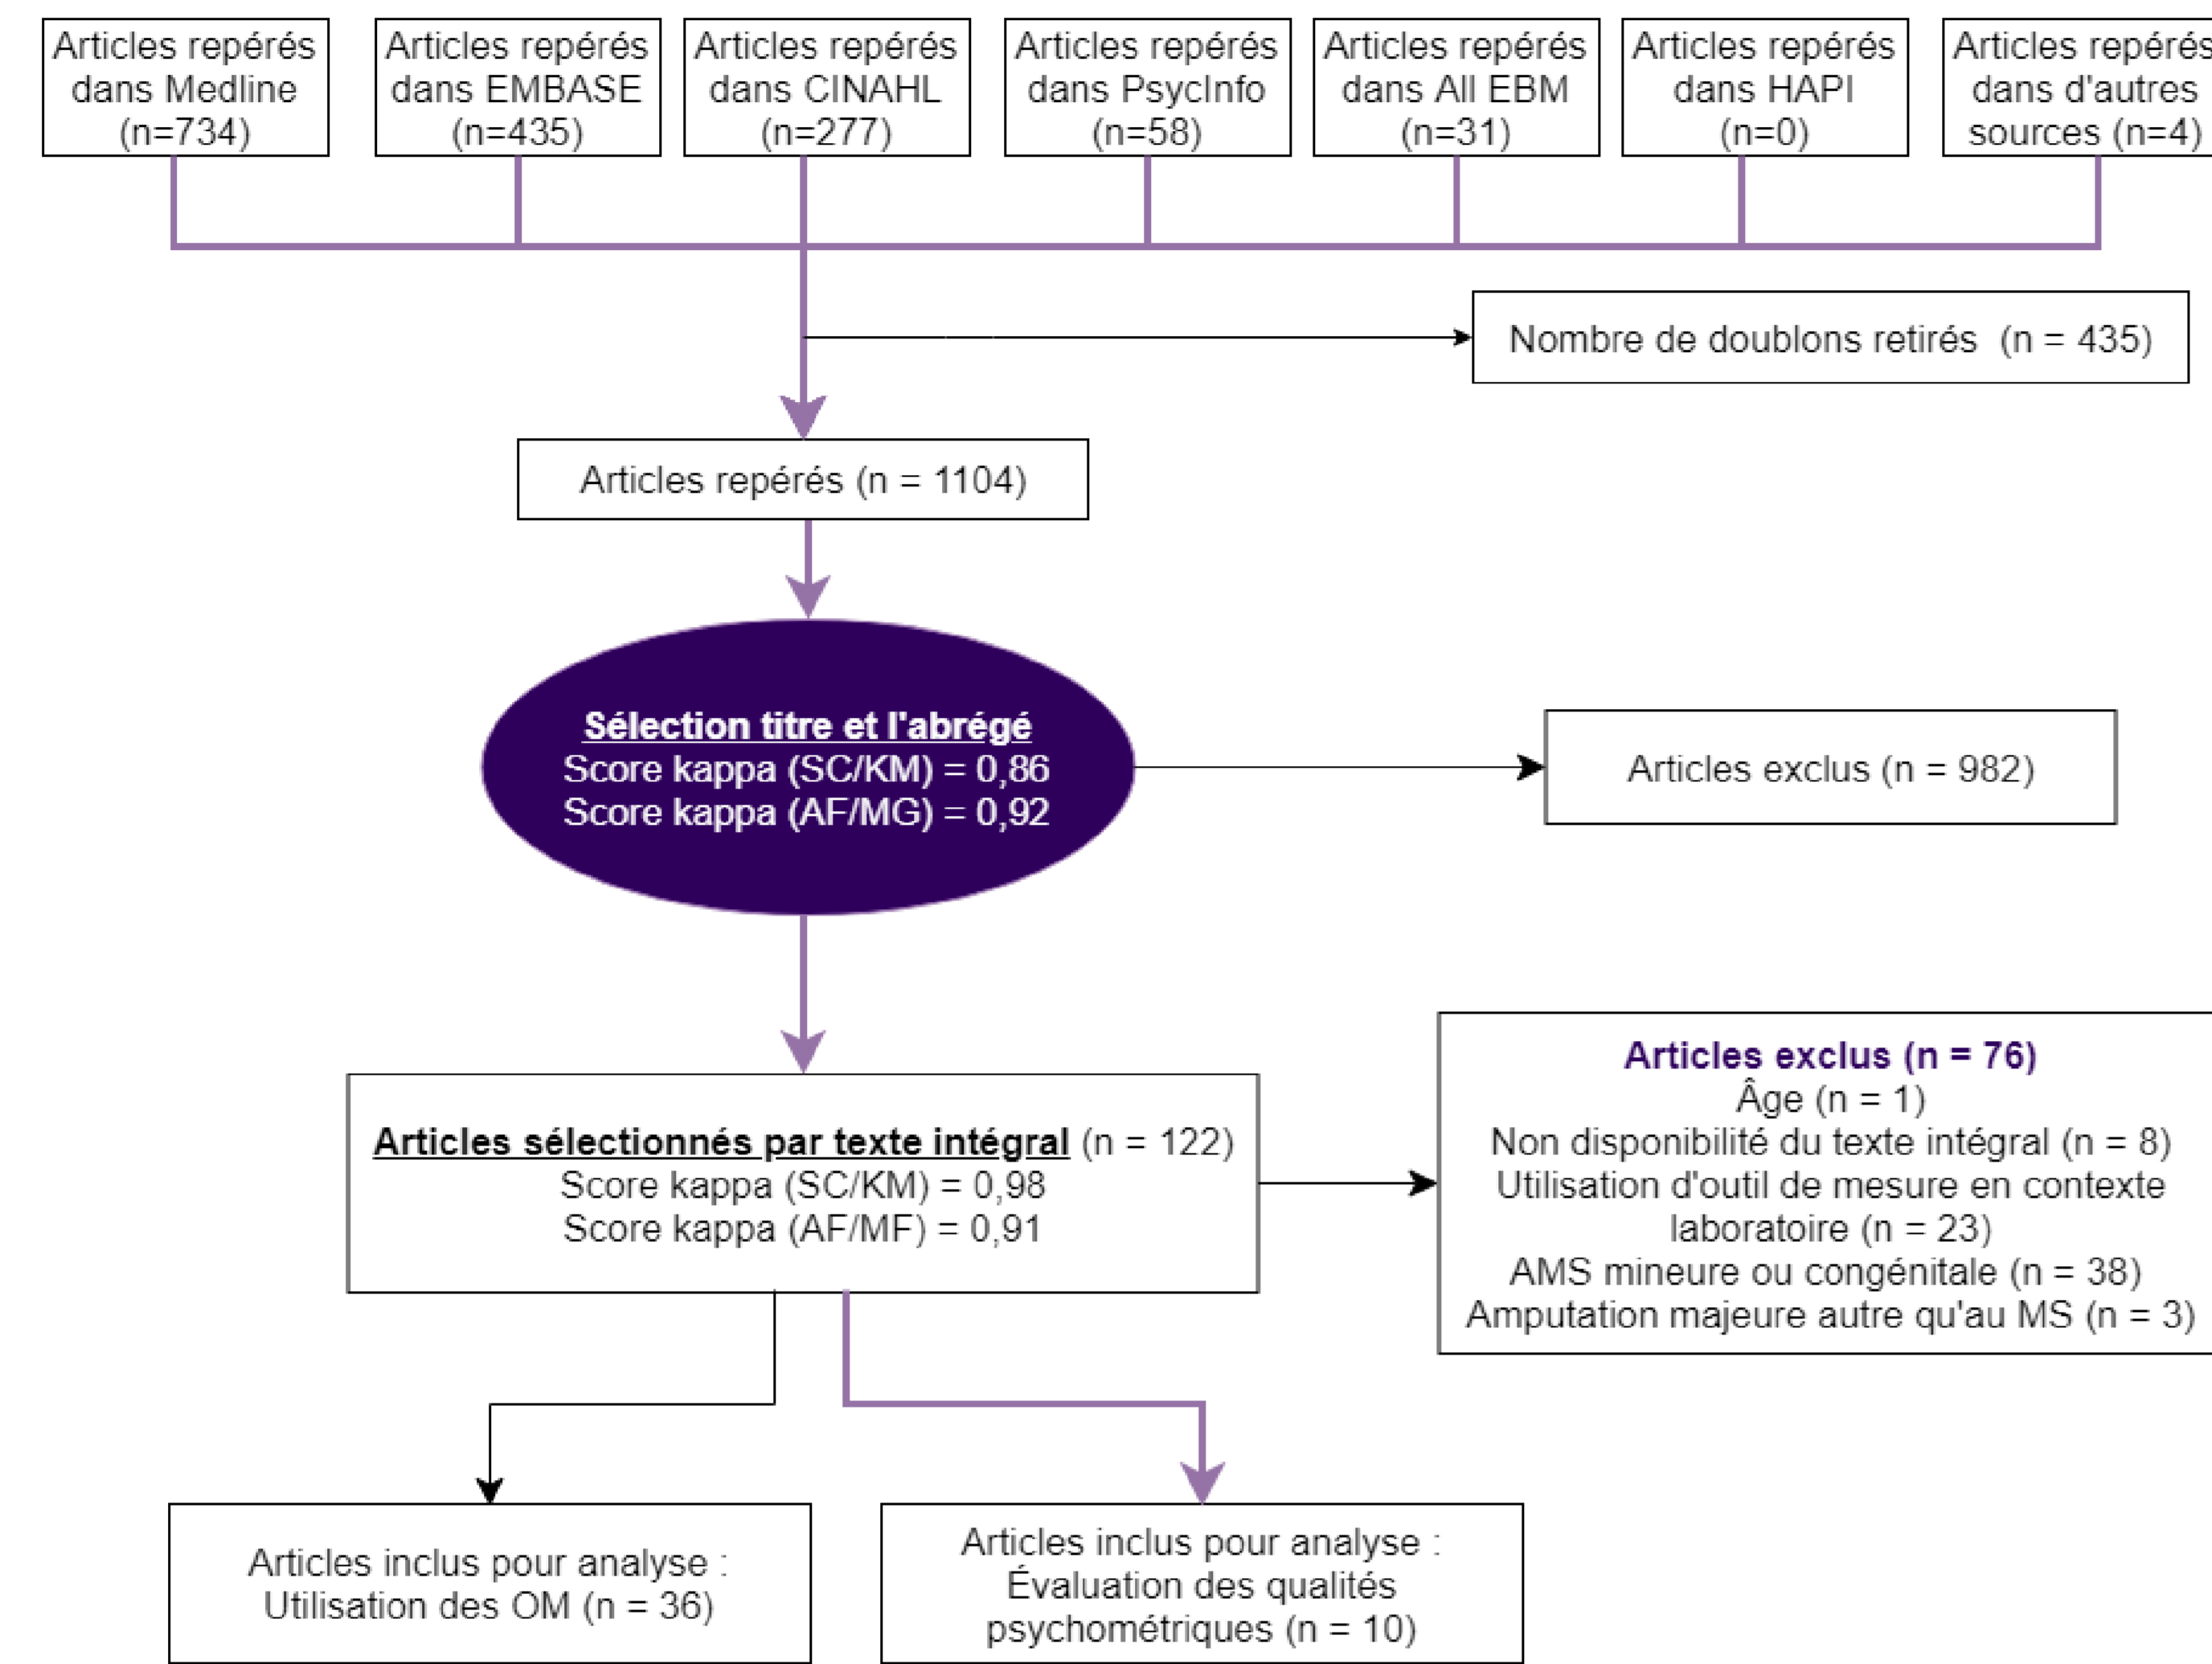 Articles repérés
dans Medline
(n=734)
Articles repérés
dans EMBASE
(n=435)
Articles repérés
dans CINAHL
(n=277)
Articles repérés
dans PsycInfo
(n=58)
Articles repérés
dans All EBM
(n=31)
Articles repérés
dans HAPI
(n=0)
Articles repérés
dans d'autres
sources (n=4)
Nombre de doublons retirés (n = 435)
Articles repérés (n = 1104)
Sélection titre et l'abrégé
Score kappa (SC/KM) = 0,86
Score kappa (AF/MG) = 0,92
Articles exclus (n = 982)
Articles sélectionnés par texte intégral (n = 122)
Score kappa (SC/KM) = 0,98
Score kappa (AF/MF) = 0,91
Articles exclus (n = 76)
Âge (n = 1)
Non disponibilité du texte intégral (n = 8)
Utilisation d'outil de mesure en contexte
laboratoire (n = 23)
AMS mineure ou congénitale (n = 38)
Amputation majeure autre qu'au MS (n = 3)
Articles inclus pour analyse :
Utilisation des OM (n = 36)
Articles inclus pour analyse :
Évaluation des qualités
psychométriques (n = 10)